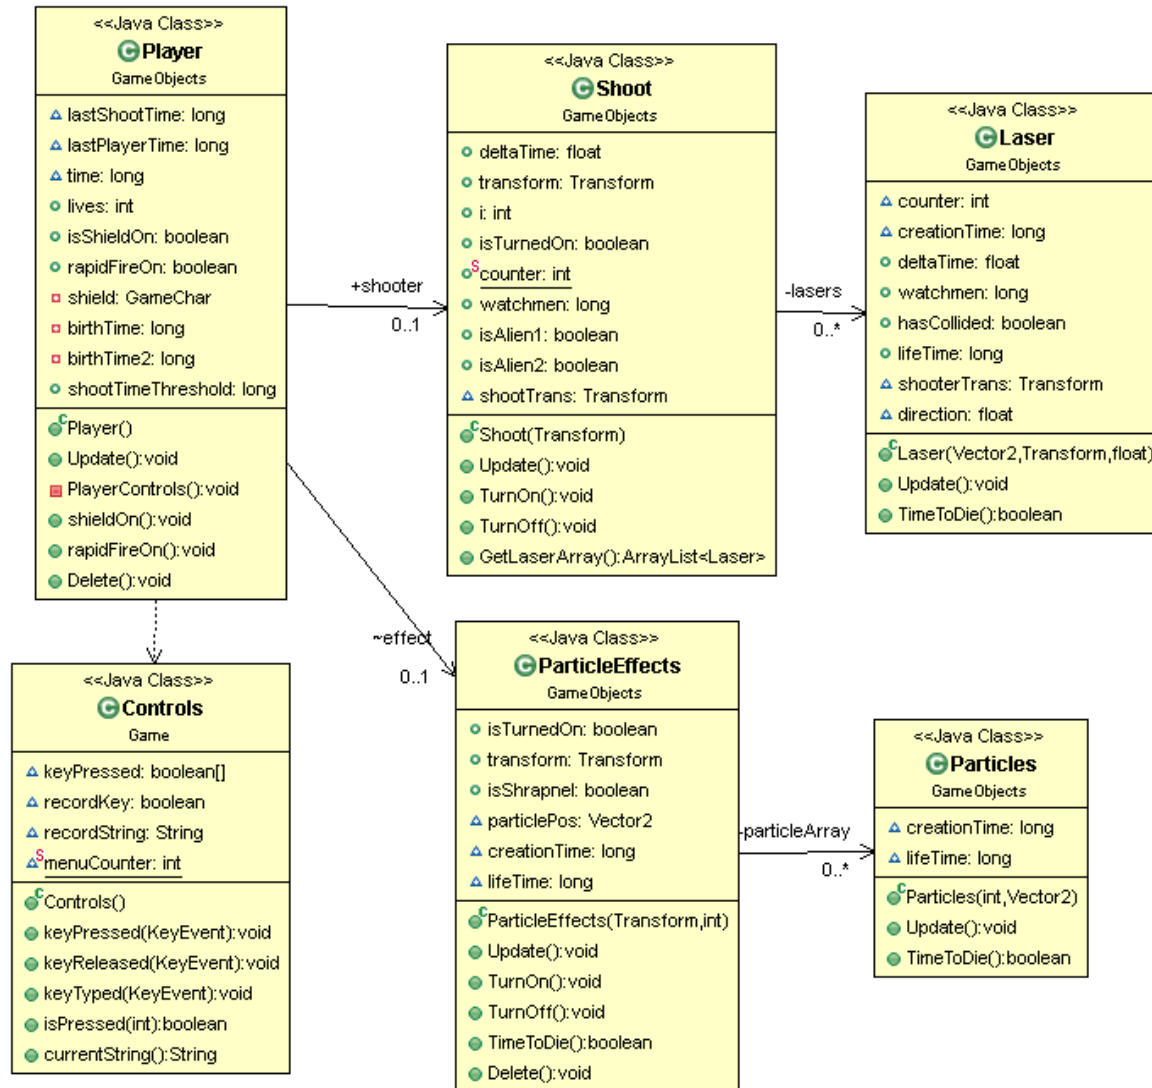 <<Java Class>>
Player
GameObjects
lastShootTime: long
lastPlayerTime: long
time: long
lives: int
isShieldOn: boolean
rapidFireOn: boolean
shield: GameChar
birthTime: long
birthTime2: long
shootTimeThreshold: long
Player()
Update():void
PlayerControls():void
shieldOn():void
rapidFireOn():void
Delete():void
+shooter
0..1
<<Java Class>>
Shoot
GameObjects
deltaTime: float
transform: Transform
i: int
isTurnedOn: boolean
counter: int
watchmen: long
isAlien1: boolean
isAlien2: boolean
shootTrans: Transform
Shoot(Transform)
Update():void
TurnOn():void
TurnOff():void
GetLaserArray():ArrayList<Laser>
-lasers
0..*
<<Java Class>>
Laser
GameObjects
counter: int
creationTime: long
deltaTime: float
watchmen: long
hasCollided: boolean
lifeTime: long
shooterTrans: Transform
direction: float
Laser(Vector2,Transform,float)
Update():void
TimeToDie():boolean
~effect
0..1
<<Java Class>>
Controls
Game
keyPressed: boolean[]
recordKey: boolean
recordString: String
menuCounter: int
Controls()
keyPressed(KeyEvent):void
keyReleased(KeyEvent):void
keyTyped(KeyEvent):void
isPressed(int):boolean
currentString():String
<<Java Class>>
ParticleEffects
GameObjects
isTurnedOn: boolean
transform: Transform
isShrapnel: boolean
particlePos: Vector2
creationTime: long
lifeTime: long
ParticleEffects(Transform,int)
Update():void
TurnOn():void
TurnOff():void
TimeToDie():boolean
Delete():void
-particleArray
0..*
<<Java Class>>
Particles
GameObjects
creationTime: long
lifeTime: long
Particles(int,Vector2)
Update():void
TimeToDie():boolean